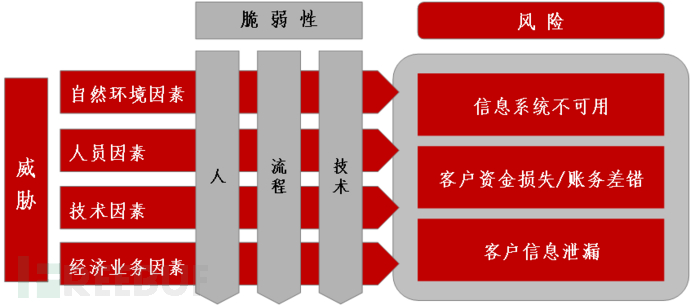 脆 弱 性
风 险
威胁
自然环境因素
人员因素
技术因素
经济业务因素
人
流程
技术
信息系统不可用
客户资金损失/账务差错
客户信息泄漏
REEBUF